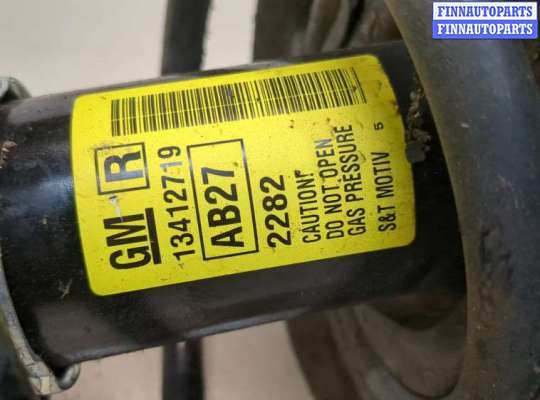 FINNAUTOPARTS
FINNAUTOPARTS
GM R
13412719
AB27
2282
CAUTION!
DO NOT OPEN
GAS PRESSURE
S&T MOTIV 5